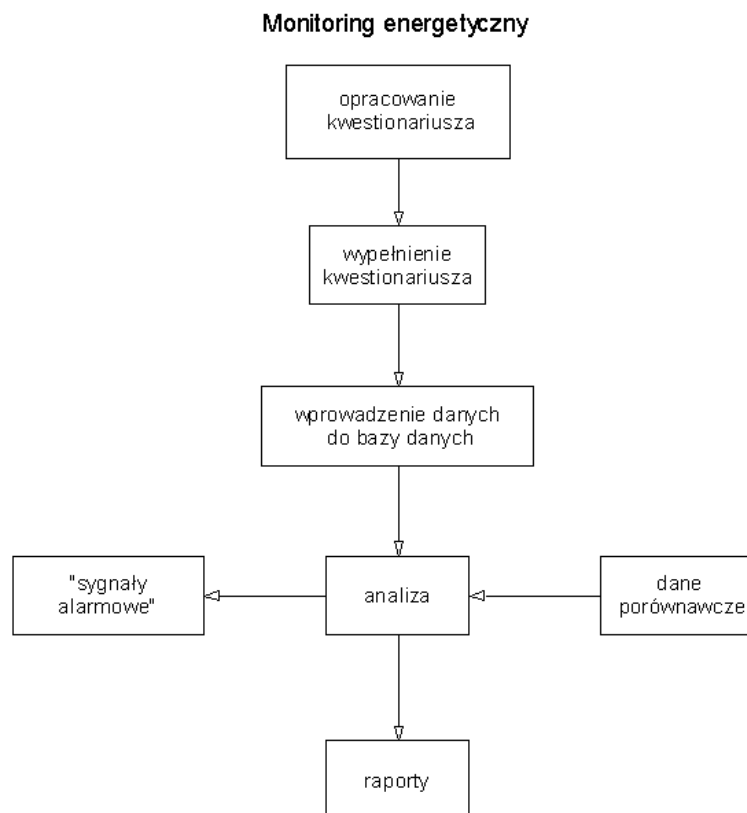 Monitoring energetyczny
opracowanie
kwestionariusza
wypełnienie
kwestionariusza
wprowadzenie danych
do bazy danych
"sygnały
alarmowe"
analiza
dane
porównawcze
raporty